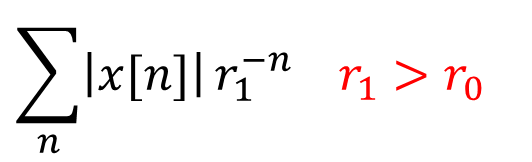 ∑|x[n]| r₁⁻ⁿ r₁ > r₀
n